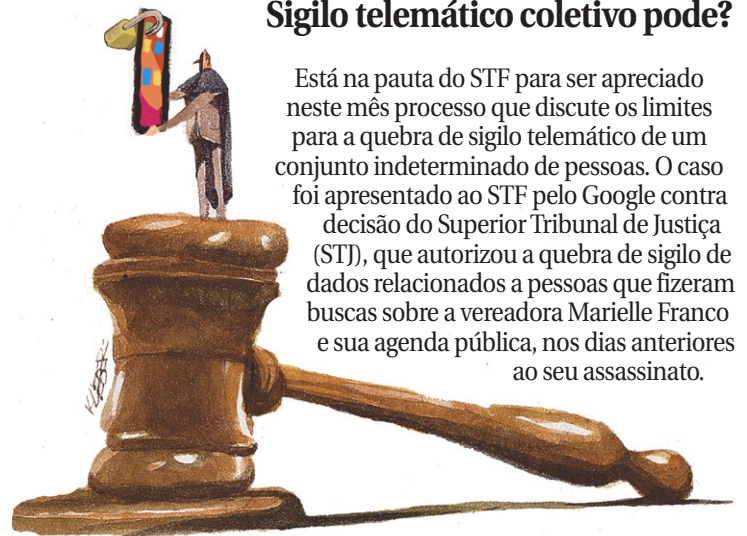 Sigilo telemático coletivo pode?
Está na pauta do STF para ser apreciado
neste mês processo que discute os limites
para a quebra de sigilo telemático de um
conjunto indeterminado de pessoas. O caso
foi apresentado ao STF pelo Google contra
decisão do Superior Tribunal de Justiça
(STJ), que autorizou a quebra de sigilo de
dados relacionados a pessoas que fizeram
buscas sobre a vereadora Marielle Franco
e sua agenda pública, nos dias anteriores
ao seu assassinato.